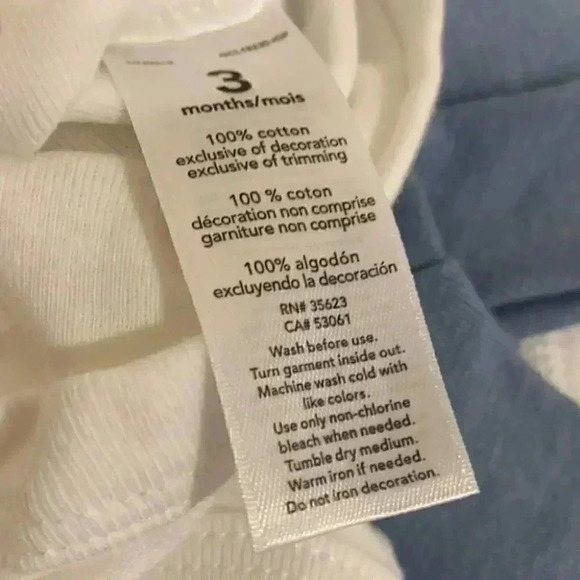 3
months/mois
100% cotton
exclusive of decoration
exclusive of trimming
100 % coton
décoration non comprise
garniture non comprise
100% algodón
excluyendo la decoración
RN# 35623
CA# 53061
Wash before use.
Turn garment inside out.
Machine wash cold with
like colors.
Use only non-chlorine
bleach when needed.
Tumble dry medium.
Warm iron if needed.
Do not iron decoration.